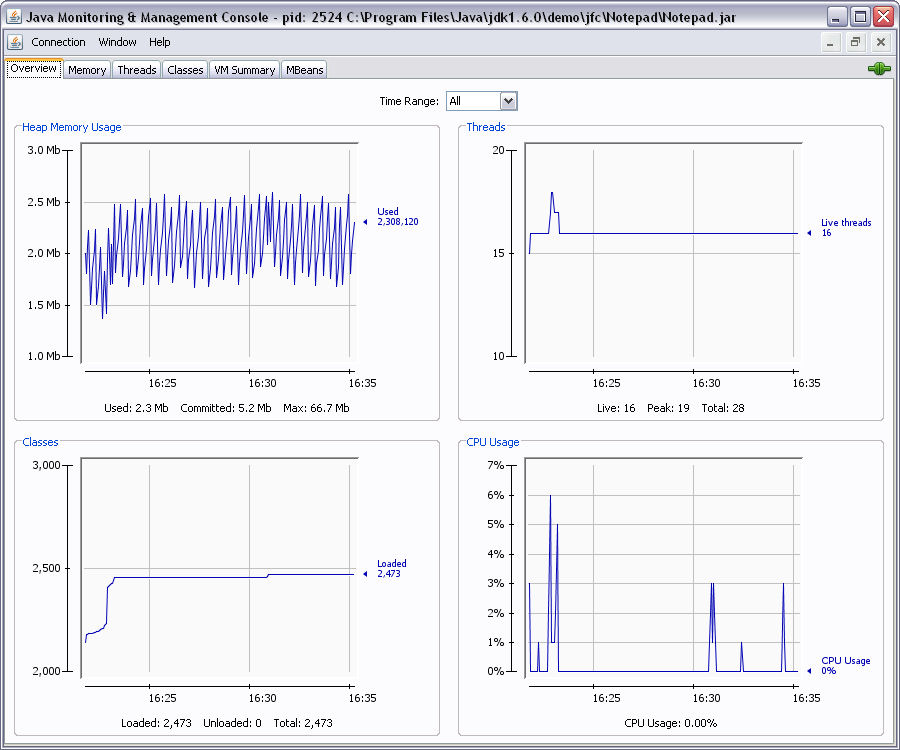 Java Monitoring & Management Console - pid: 2524 C:\Program Files\Java\jdk1.6.0\demo\jfc\Notepad\Notepad.jar
Connection Window Help
Overview Memory Threads Classes VM Summary MBeans
Time Range: All
Heap Memory Usage
3.0 Mb
2.5 Mb
2.0 Mb
1.5 Mb
1.0 Mb
Used
2,308,120
16:25 16:30 16:35
Used: 2.3 Mb Committed: 5.2 Mb Max: 66.7 Mb
Threads
20
15
10
Live threads
16
16:25 16:30 16:35
Live: 16 Peak: 19 Total: 28
Classes
3,000
2,500
2,000
Loaded
2,473
16:25 16:30 16:35
Loaded: 2,473 Unloaded: 0 Total: 2,473
CPU Usage
7%
6%
5%
4%
3%
2%
1%
0%
CPU Usage
0%
16:25 16:30 16:35
CPU Usage: 0.00%